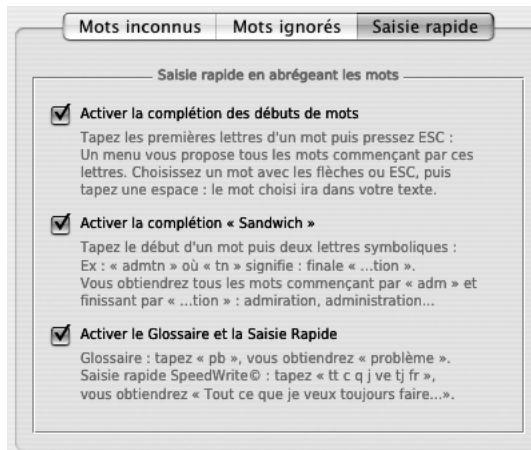 Mots inconnus Mots ignorés Saisie rapide
Saisie rapide en abrégeant les mots
Activer la complétion des débuts de mots
Tapez les premières lettres d'un mot puis pressez ESC :
Un menu vous propose tous les mots commençant par ces
lettres. Choisissez un mot avec les flèches ou ESC, puis
tapez une espace : le mot choisi ira dans votre texte.
Activer la complétion « Sandwich »
Tapez le début d'un mot puis deux lettres symboliques :
Ex : « admtn » où « tn » signifie : finale « ...tion ».
Vous obtiendrez tous les mots commençant par « adm » et
finissant par « ...tion » : admiration, administration...
Activer le Glossaire et la Saisie Rapide
Glossaire : tapez « pb », vous obtiendrez « problème ».
Saisie rapide SpeedWrite© : tapez « tt c q j ve tj fr »,
vous obtiendrez « Tout ce que je veux toujours faire...».